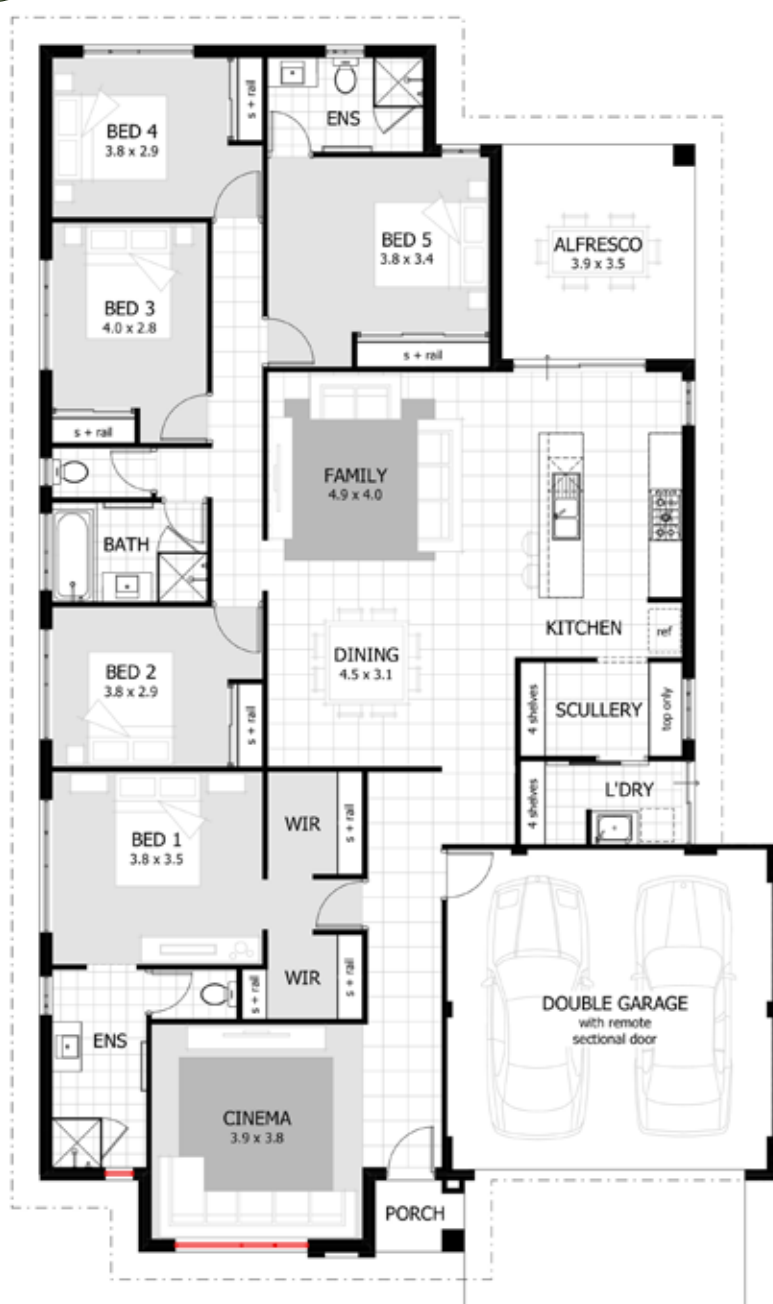 BED 4
3.8 x 2.9
s + rail
ENS
BED 5
3.8 x 3.4
s + rail
ALFRESCO
3.9 x 3.5
BED 3
4.0 x 2.8
s + rail
FAMILY
4.9 x 4.0
BATH
KITCHEN
ref
DINING
4.5 x 3.1
BED 2
3.8 x 2.9
s + rail
4 shelves
SCULLERY
top only
4 shelves
L'DRY
BED 1
3.8 x 3.5
WIR
s + rail
WIR
s + rail
s + rail
ENS
DOUBLE GARAGE
with remote
sectional door
CINEMA
3.9 x 3.8
PORCH